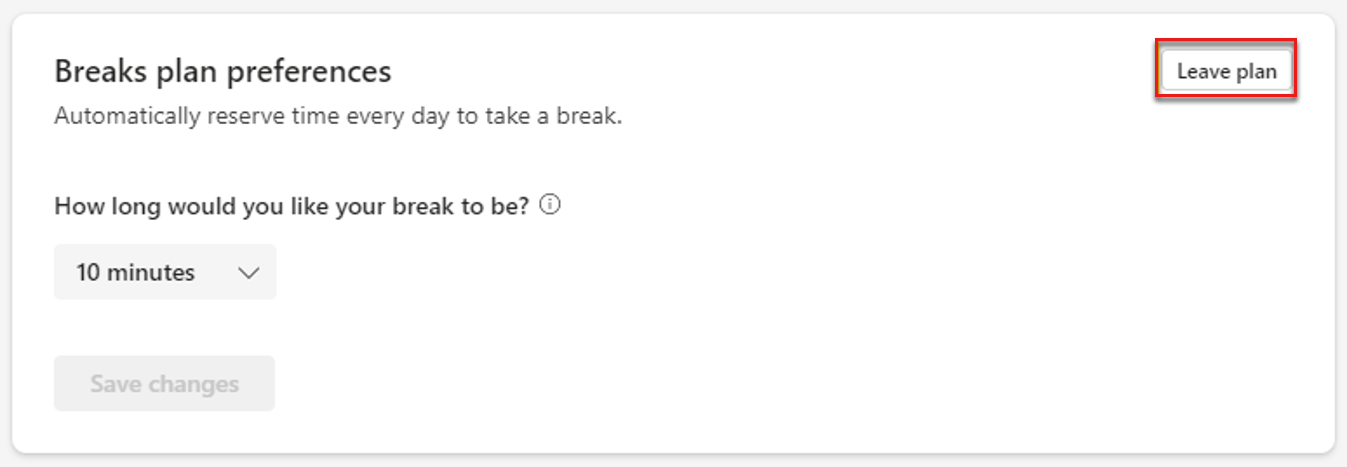 Breaks plan preferences
Leave plan
Automatically reserve time every day to take a break.
How long would you like your break to be?
10 minutes
Save changes